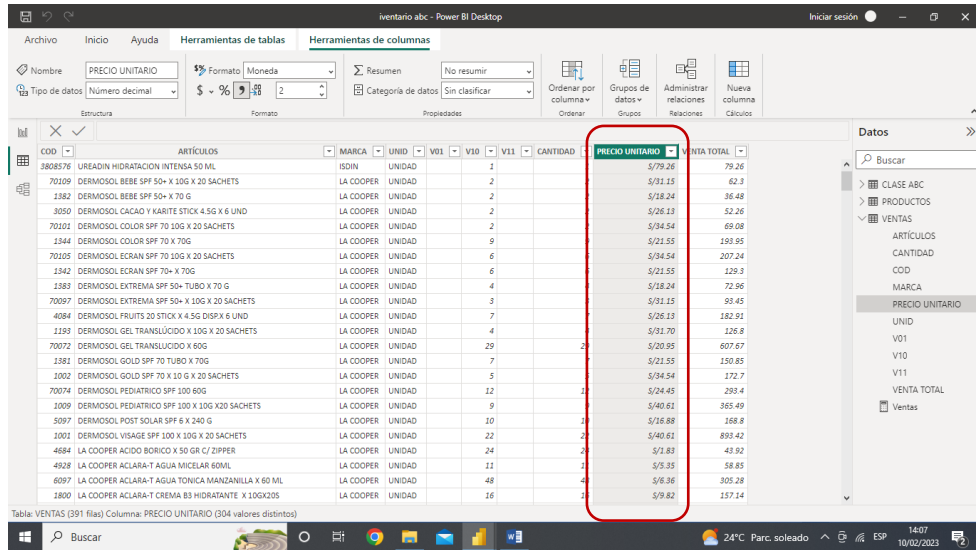 iventario abc - Power BI Desktop
Iniciar sesión
Archivo Inicio Ayuda Herramientas de tablas Herramientas de columnas
Nombre PRECIO UNITARIO $% Formato Moneda Σ Resumen No resumir
Tipo de datos Número decimal $ % 9 2 Categoría de datos Sin clasificar
Ordenar por columna Grupos de datos Administrar relaciones Nueva columna
Estructura Formato Propiedades Ordenar Grupos Relaciones Cálculos
COD ARTÍCULOS MARCA UNID V01 V10 V11 CANTIDAD PRECIO UNITARIO VENTA TOTAL
3808576 UREADIN HIDRATACION INTENSA 50 ML ISDIN UNIDAD 1 S/79.26 79.26
70109 DERMOSOL BEBE SPF 50+ X 10G X 20 SACHETS LA COOPER UNIDAD 2 S/31.15 62.3
1382 DERMOSOL BEBE SPF 50+ X 70 G LA COOPER UNIDAD 2 S/18.24 36.48
3050 DERMOSOL CACAO Y KARITE STICK 4.5G X 6 UND LA COOPER UNIDAD 2 S/26.13 52.26
70101 DERMOSOL COLOR SPF 70 10G X 20 SACHETS LA COOPER UNIDAD 2 S/34.54 69.08
1344 DERMOSOL COLOR SPF 70 X 70G LA COOPER UNIDAD 9 S/21.55 193.95
70105 DERMOSOL ECRAN SPF 70 10G X 20 SACHETS LA COOPER UNIDAD 6 S/34.54 207.24
1342 DERMOSOL ECRAN SPF 70+ X 70G LA COOPER UNIDAD 6 S/21.55 129.3
1383 DERMOSOL EXTREMA SPF 50+ TUBO X 70 G LA COOPER UNIDAD 4 S/18.24 72.96
70097 DERMOSOL EXTREMA SPF 50+ X 10G X 20 SACHETS LA COOPER UNIDAD 3 S/31.15 93.45
4084 DERMOSOL FRUITS 20 STICK X 4.5G DISP.X 6 UND LA COOPER UNIDAD 7 S/26.13 182.91
1193 DERMOSOL GEL TRANSLÚCIDO X 10G X 20 SACHETS LA COOPER UNIDAD 4 S/31.70 126.8
70072 DERMOSOL GEL TRANSLUCIDO X 60G LA COOPER UNIDAD 29 S/20.95 607.67
1381 DERMOSOL GOLD SPF 70 TUBO X 70G LA COOPER UNIDAD 7 S/21.55 150.85
1002 DERMOSOL GOLD SPF 70 X 10 G X 20 SACHETS LA COOPER UNIDAD 5 S/34.54 172.7
70074 DERMOSOL PEDIATRICO SPF 100 60G LA COOPER UNIDAD 12 S/24.45 293.4
1009 DERMOSOL PEDIATRICO SPF 100 X 10G X20 SACHETS LA COOPER UNIDAD 9 S/40.61 365.49
5097 DERMOSOL POST SOLAR SPF 6 X 240 G LA COOPER UNIDAD 10 S/16.88 168.8
1001 DERMOSOL VISAGE SPF 100 X 10G X 20 SACHETS LA COOPER UNIDAD 22 S/40.61 893.42
4684 LA COOPER ACIDO BORICO X 50 GR C/ ZIPPER LA COOPER UNIDAD 24 S/1.83 43.92
4928 LA COOPER ACLARA-T AGUA MICELAR 60ML LA COOPER UNIDAD 11 S/5.35 58.85
6097 LA COOPER ACLARA-T AGUA TONICA MANZANILLA X 60 ML LA COOPER UNIDAD 48 S/6.36 305.28
1800 LA COOPER ACLARA-T CREMA B3 HIDRATANTE X 10GX20S LA COOPER UNIDAD 16 S/9.82 157.14
Datos
Buscar
CLASE ABC
PRODUCTOS
VENTAS
ARTÍCULOS
CANTIDAD
COD
MARCA
PRECIO UNITARIO
UNID
V01
V10
V11
VENTA TOTAL
Ventas
Tabla: VENTAS (391 filas) Columna: PRECIO UNITARIO (304 valores distintos)
Buscar 24°C Parc. soleado ESP 14:07
10/02/2023